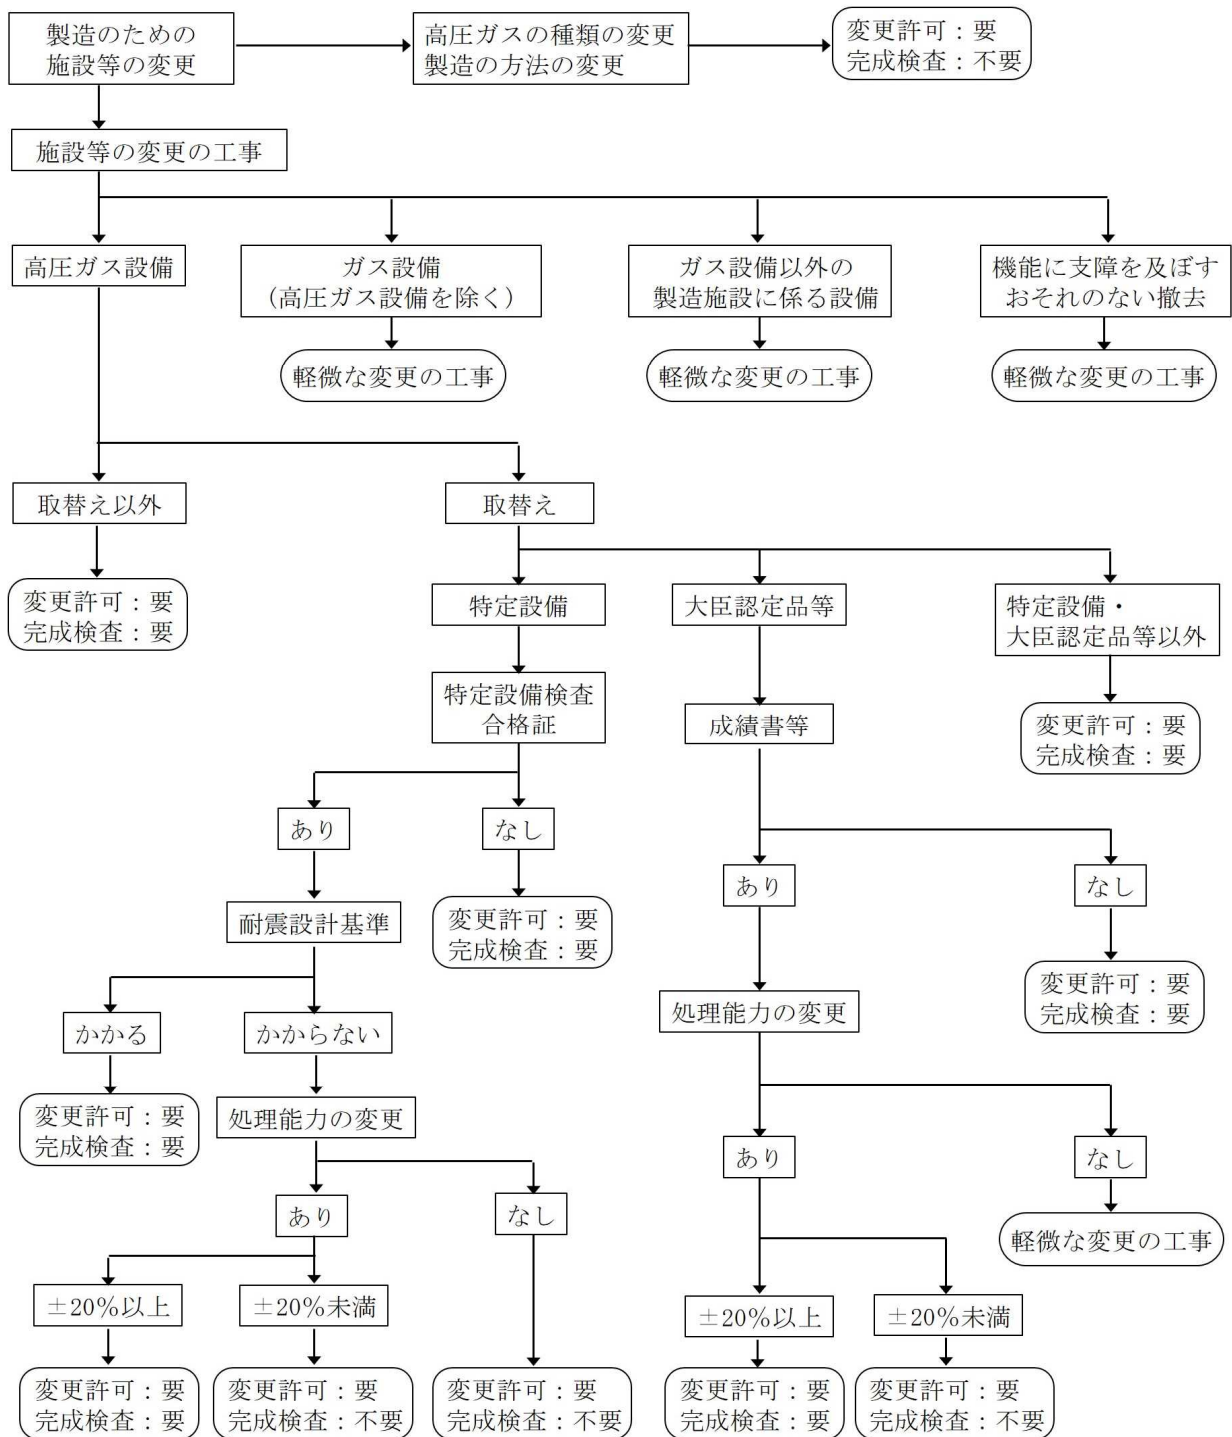 製造のための
施設等の変更
高圧ガスの種類の変更
製造の方法の変更
変更許可：要
完成検査：不要
施設等の変更の工事
高圧ガス設備
ガス設備
（高圧ガス設備を除く）
ガス設備以外の
製造施設に係る設備
機能に支障を及ぼす
おそれのない撤去
軽微な変更の工事
軽微な変更の工事
軽微な変更の工事
取替え以外
取替え
変更許可：要
完成検査：要
特定設備
大臣認定品等
特定設備・
大臣認定品等以外
特定設備検査
合格証
成績書等
変更許可：要
完成検査：要
あり
なし
あり
なし
耐震設計基準
変更許可：要
完成検査：要
変更許可：要
完成検査：要
処理能力の変更
かかる
かからない
変更許可：要
完成検査：要
処理能力の変更
あり
なし
あり
なし
軽微な変更の工事
±20％以上
±20％未満
±20％以上
±20％未満
変更許可：要
完成検査：要
変更許可：要
完成検査：不要
変更許可：要
完成検査：不要
変更許可：要
完成検査：要
変更許可：要
完成検査：不要